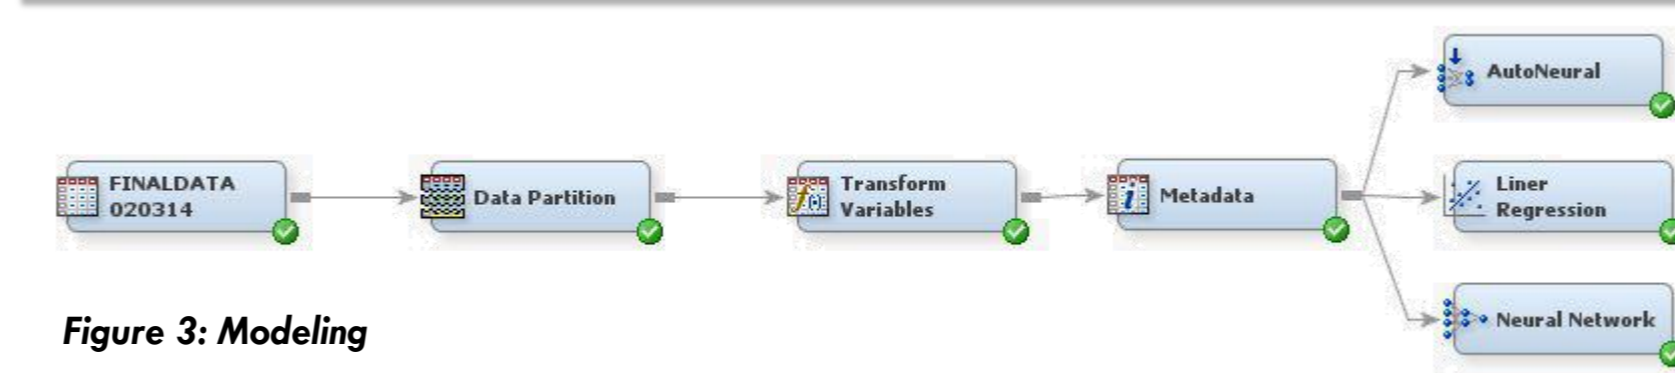 AutoNeural
FINALDATA
020314
Data Partition
Transform
Variables
Metadata
Liner
Regression
Neural Network
Figure 3: Modeling